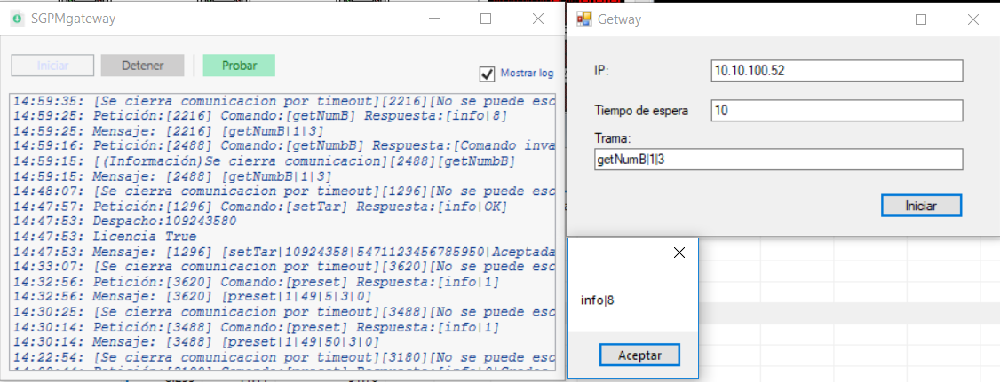 SGPMgateway
Iniciar
Detener
Probar
Mostrar log
14:59:35: [Se cierra comunicacion por timeout][2216][No se puede esc
14:59:25: Petición:[2216] Comando:[getNumB] Respuesta:[info|8]
14:59:25: Mensaje: [2216] [getNumB|1|3]
14:59:16: Petición:[2488] Comando:[getNumbB] Respuesta:[Comando inva
14:59:15: [(Información)Se cierra comunicacion][2488][getNumbB]
14:59:15: Mensaje: [2488] [getNumbB|1|3]
14:48:07: [Se cierra comunicacion por timeout][1296][No se puede esc
14:47:57: Petición:[1296] Comando:[setTar] Respuesta:[info|OK]
14:47:53: Despacho:109243580
14:47:53: Licencia True
14:47:53: Mensaje: [1296] [setTar|10924358|5471123456785950|Aceptada
14:33:07: [Se cierra comunicacion por timeout][3620][No se puede esc
14:32:56: Petición:[3620] Comando:[preset] Respuesta:[info|1]
14:32:56: Mensaje: [3620] [preset|1|49|5|3|0]
14:30:25: [Se cierra comunicacion por timeout][3488][No se puede esc
14:30:14: Petición:[3488] Comando:[preset] Respuesta:[info|1]
14:30:14: Mensaje: [3488] [preset|1|49|50|3|0]
14:22:54: [Se cierra comunicacion por timeout][3180][No se puede esc
Getway
IP:
10.10.100.52
Tiempo de espera
10
Trama:
getNumB|1|3
Iniciar
info|8
Aceptar